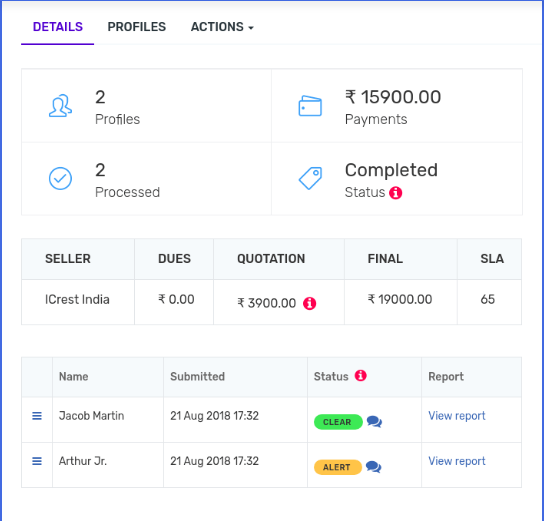 DETAILS PROFILES ACTIONS
2
Profiles
₹ 15900.00
Payments
2
Processed
Completed
Status
SELLER DUES QUOTATION FINAL SLA
ICrest India ₹ 0.00 ₹ 3900.00 ₹ 19000.00 65
Name Submitted Status Report
Jacob Martin 21 Aug 2018 17:32 CLEAR View report
Arthur Jr. 21 Aug 2018 17:32 ALERT View report